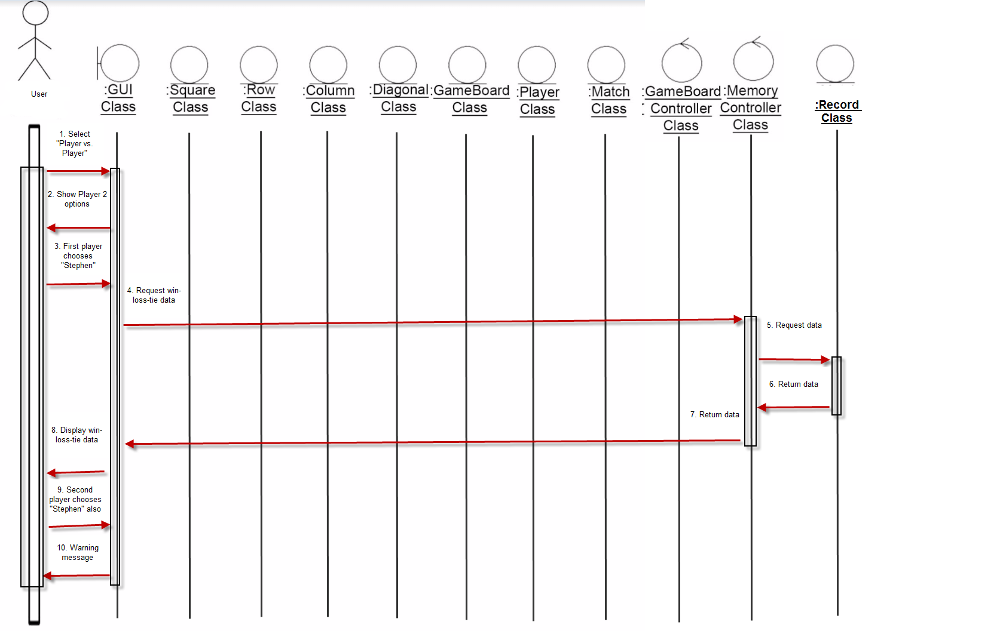 User
:GUI
Class
:Square
Class
:Row
Class
:Column
Class
:Diagonal
Class
:GameBoard
Class
:Player
Class
:Match
Class
:GameBoard
Controller
Class
:Memory
Controller
Class
:Record
Class
1. Select
"Player vs.
Player"
2. Show Player 2
options
3. First player
chooses
"Stephen"
4. Request win-
loss-tie data
5. Request data
6. Return data
7. Return data
8. Display win-
loss-tie data
9. Second
player chooses
"Stephen" also
10. Warning
message